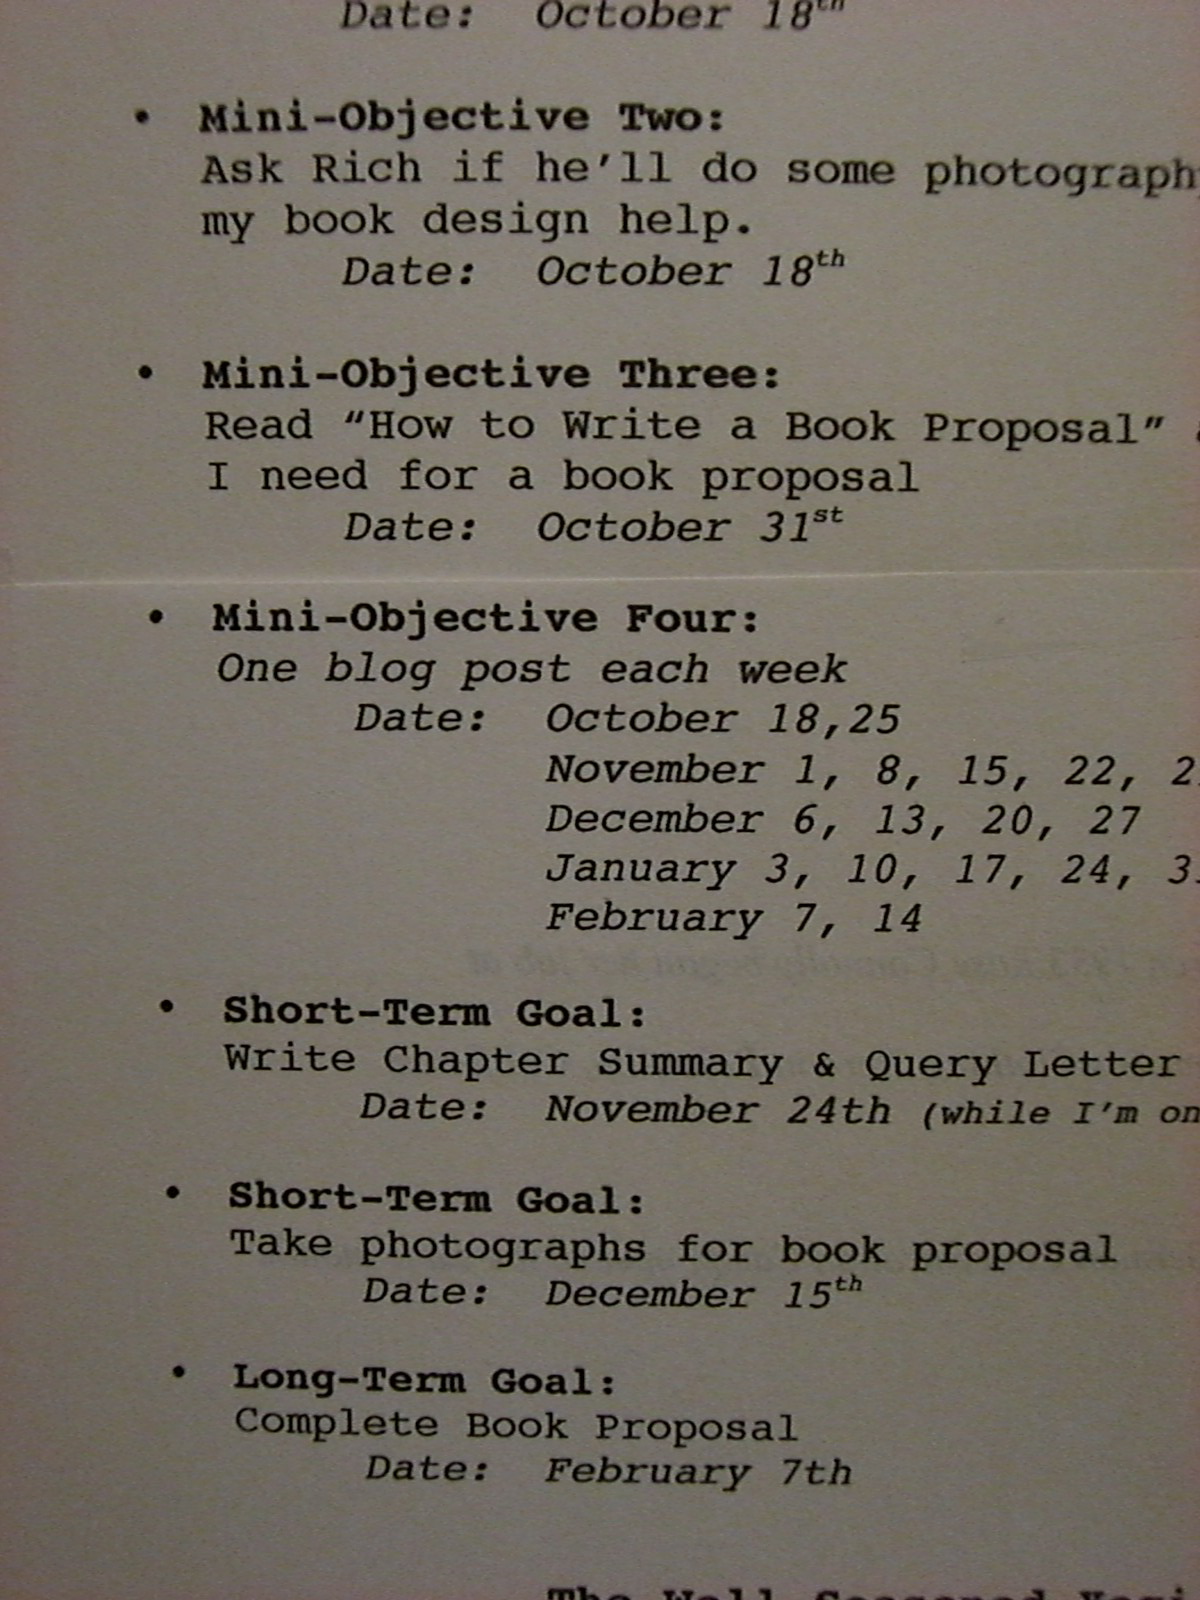 Date: October 18th
• Mini-Objective Two:
Ask Rich if he'll do some photography
my book design help.
Date: October 18th
• Mini-Objective Three:
Read “How to Write a Book Proposal”
I need for a book proposal
Date: October 31st
• Mini-Objective Four:
One blog post each week
Date: October 18,25
November 1, 8, 15, 22,
December 6, 13, 20, 27
January 3, 10, 17, 24,
February 7, 14
• Short-Term Goal:
Write Chapter Summary & Query Letter
Date: November 24th (while I'm on
• Short-Term Goal:
Take photographs for book proposal
Date: December 15th
• Long-Term Goal:
Complete Book Proposal
Date: February 7th